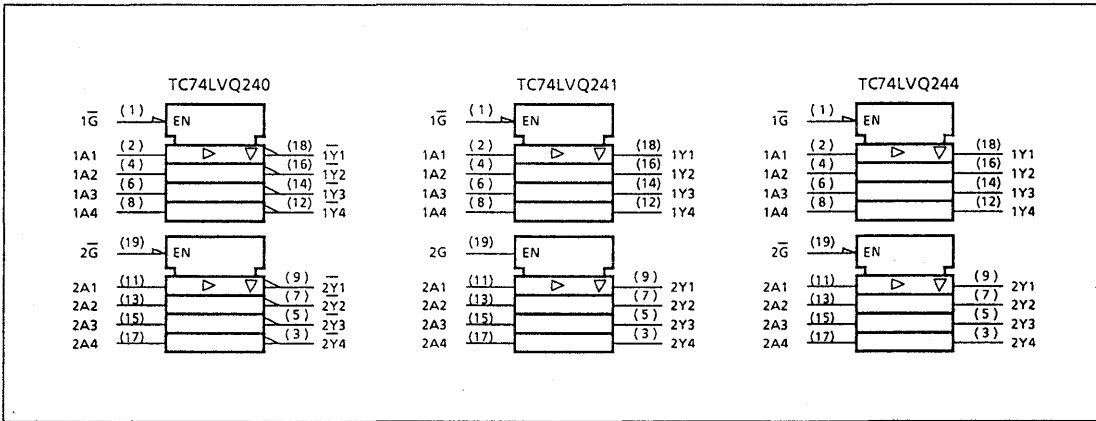 TC74LVQ240
1G̅ (1) EN
1A1 (2) (18) 1Y̅1
1A2 (4) (16) 1Y̅2
1A3 (6) (14) 1Y̅3
1A4 (8) (12) 1Y̅4
2G̅ (19) EN
2A1 (11) (9) 2Y̅1
2A2 (13) (7) 2Y̅2
2A3 (15) (5) 2Y̅3
2A4 (17) (3) 2Y̅4
TC74LVQ241
1G̅ (1) EN
1A1 (2) (18) 1Y1
1A2 (4) (16) 1Y2
1A3 (6) (14) 1Y3
1A4 (8) (12) 1Y4
2G (19) EN
2A1 (11) (9) 2Y1
2A2 (13) (7) 2Y2
2A3 (15) (5) 2Y3
2A4 (17) (3) 2Y4
TC74LVQ244
1G̅ (1) EN
1A1 (2) (18) 1Y1
1A2 (4) (16) 1Y2
1A3 (6) (14) 1Y3
1A4 (8) (12) 1Y4
2G̅ (19) EN
2A1 (11) (9) 2Y1
2A2 (13) (7) 2Y2
2A3 (15) (5) 2Y3
2A4 (17) (3) 2Y4